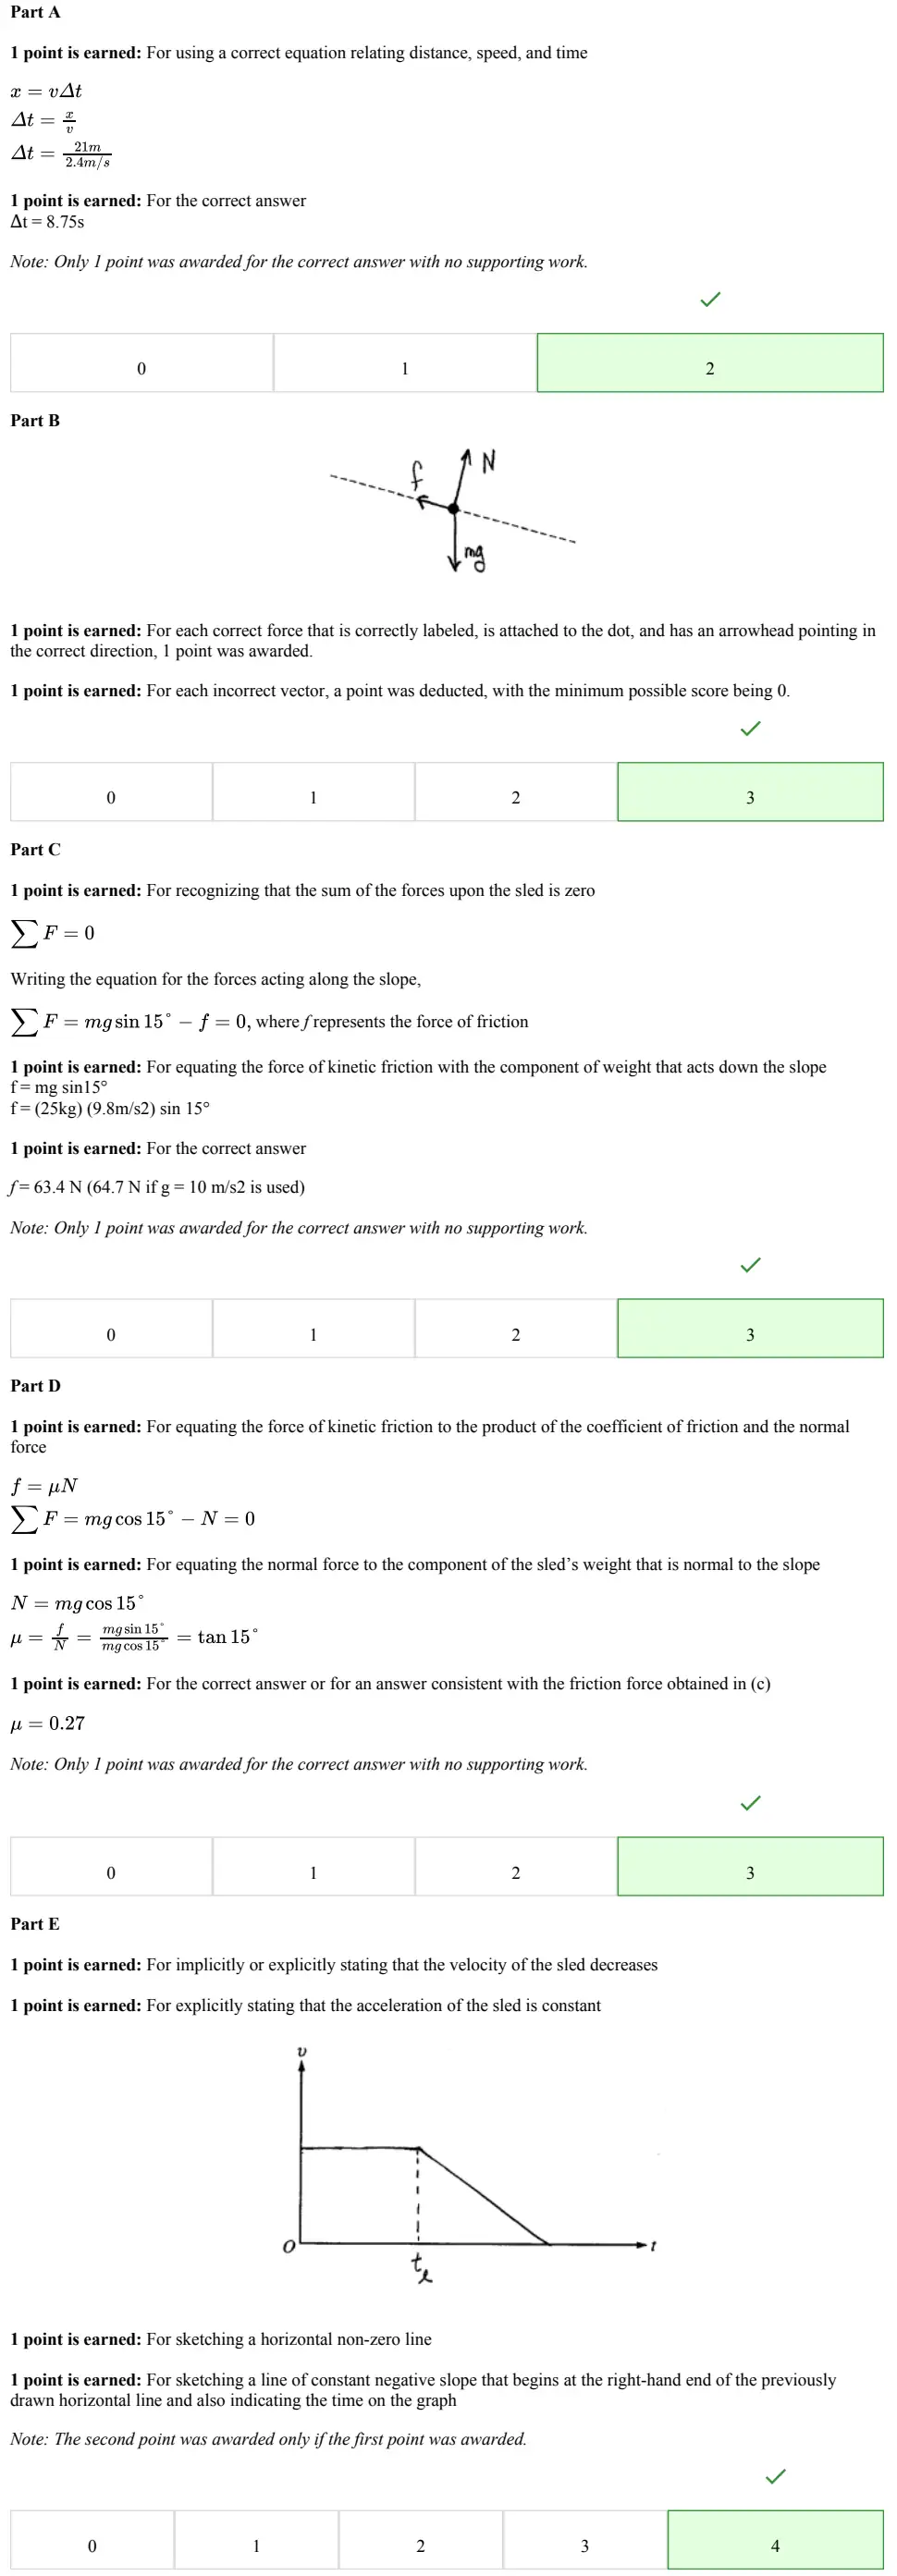 Part A
1 point is earned: For using a correct equation relating distance, speed, and time
x = vΔt
Δt = x/v
Δt = 21m/2.4m/s
1 point is earned: For the correct answer
Δt = 8.75s
Note: Only 1 point was awarded for the correct answer with no supporting work.
0 1 2
Part B
f N
mg
1 point is earned: For each correct force that is correctly labeled, is attached to the dot, and has an arrowhead pointing in
the correct direction, 1 point was awarded.
1 point is earned: For each incorrect vector, a point was deducted, with the minimum possible score being 0.
0 1 2 3
Part C
1 point is earned: For recognizing that the sum of the forces upon the sled is zero
∑ F = 0
Writing the equation for the forces acting along the slope,
∑ F = mg sin 15° − f = 0, where f represents the force of friction
1 point is earned: For equating the force of kinetic friction with the component of weight that acts down the slope
f = mg sin15°
f = (25kg) (9.8m/s2) sin 15°
1 point is earned: For the correct answer
f = 63.4 N (64.7 N if g = 10 m/s2 is used)
Note: Only 1 point was awarded for the correct answer with no supporting work.
0 1 2 3
Part D
1 point is earned: For equating the force of kinetic friction to the product of the coefficient of friction and the normal
force
f = μN
∑ F = mg cos 15° − N = 0
1 point is earned: For equating the normal force to the component of the sled’s weight that is normal to the slope
N = mg cos 15°
μ = f/N = mg sin 15°/mg cos 15° = tan 15°
1 point is earned: For the correct answer or for an answer consistent with the friction force obtained in (c)
μ = 0.27
Note: Only 1 point was awarded for the correct answer with no supporting work.
0 1 2 3
Part E
1 point is earned: For implicitly or explicitly stating that the velocity of the sled decreases
1 point is earned: For explicitly stating that the acceleration of the sled is constant
v
O t
tℓ
1 point is earned: For sketching a horizontal non-zero line
1 point is earned: For sketching a line of constant negative slope that begins at the right-hand end of the previously
drawn horizontal line and also indicating the time on the graph
Note: The second point was awarded only if the first point was awarded.
0 1 2 3 4